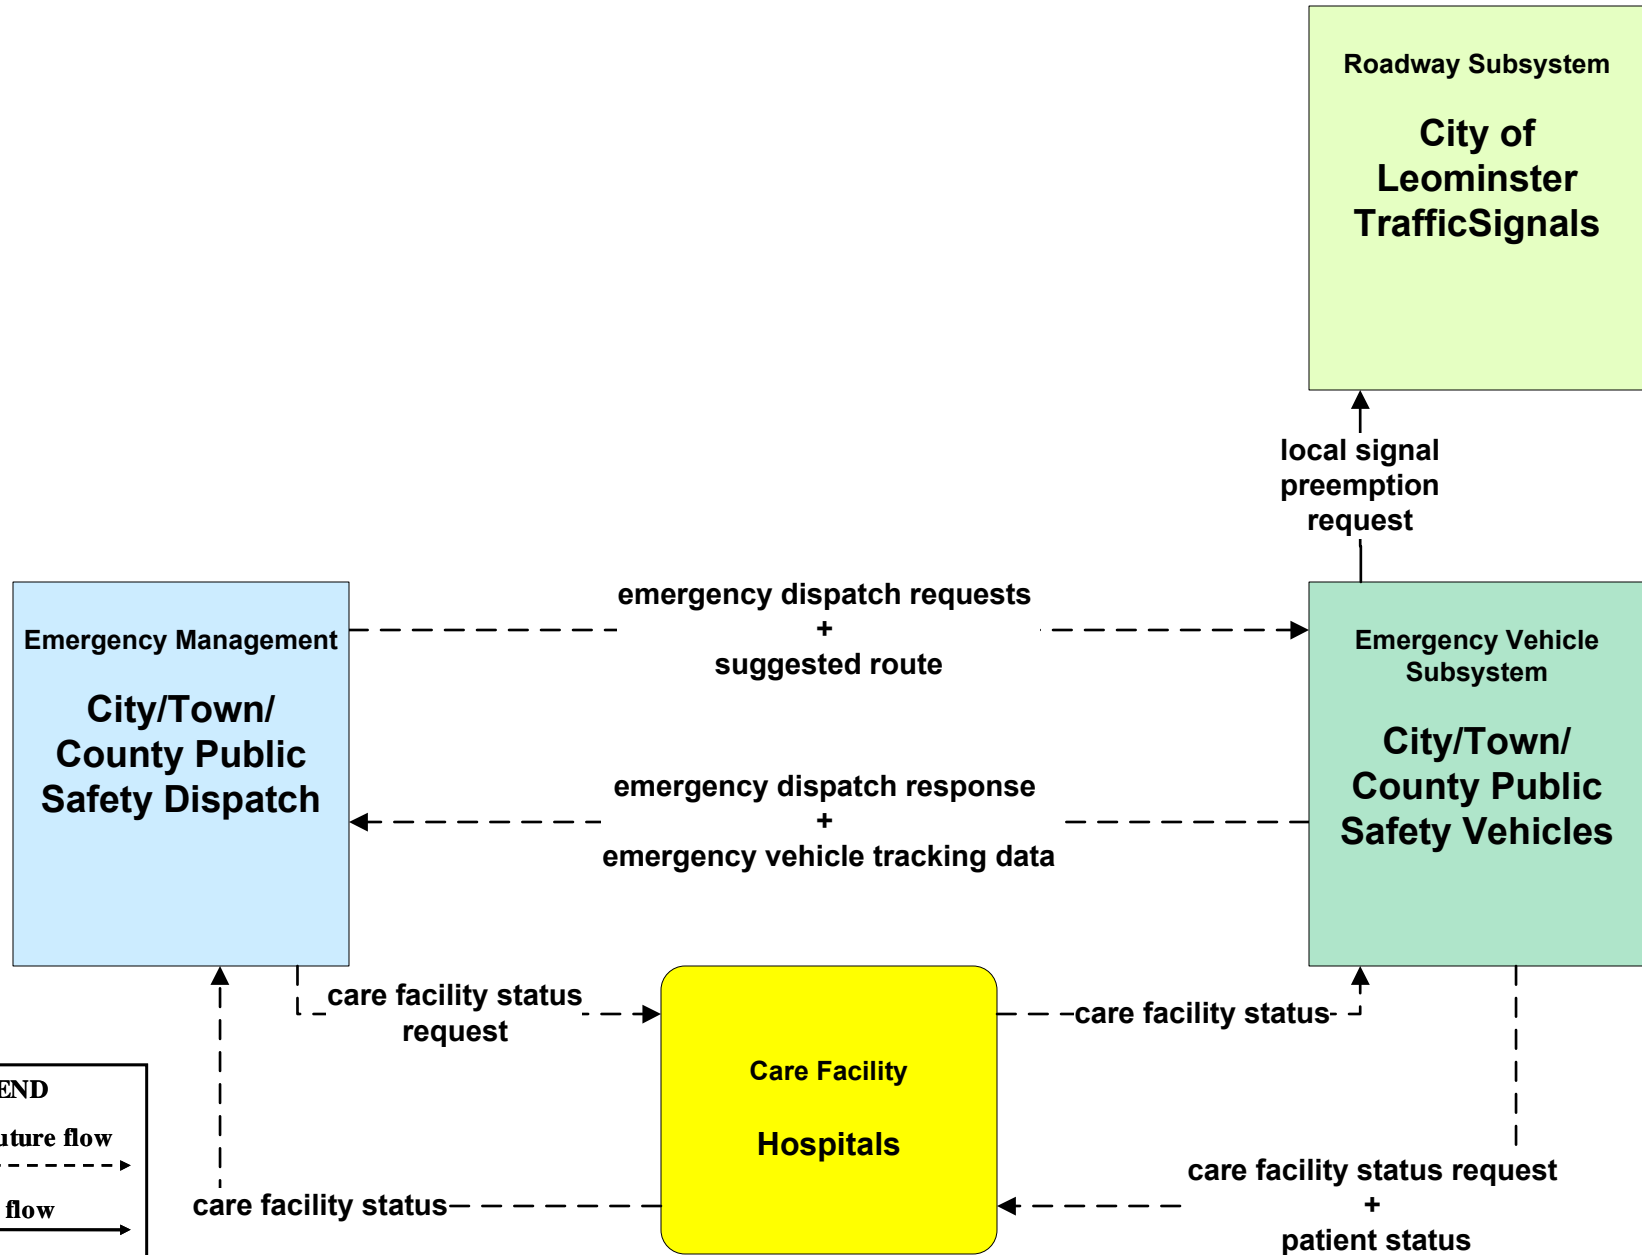 Roadway Subsystem
City of
Leominster
TrafficSignals
local signal
preemption
request
emergency dispatch requests
+
suggested route
Emergency Management
City/Town/
County Public
Safety Dispatch
Emergency Vehicle
Subsystem
City/Town/
County Public
Safety Vehicles
emergency dispatch response
+
emergency vehicle tracking data
care facility status
request
care facility status
Care Facility
Hospitals
END
uture flow
flow
care facility status
care facility status request
+
patient status